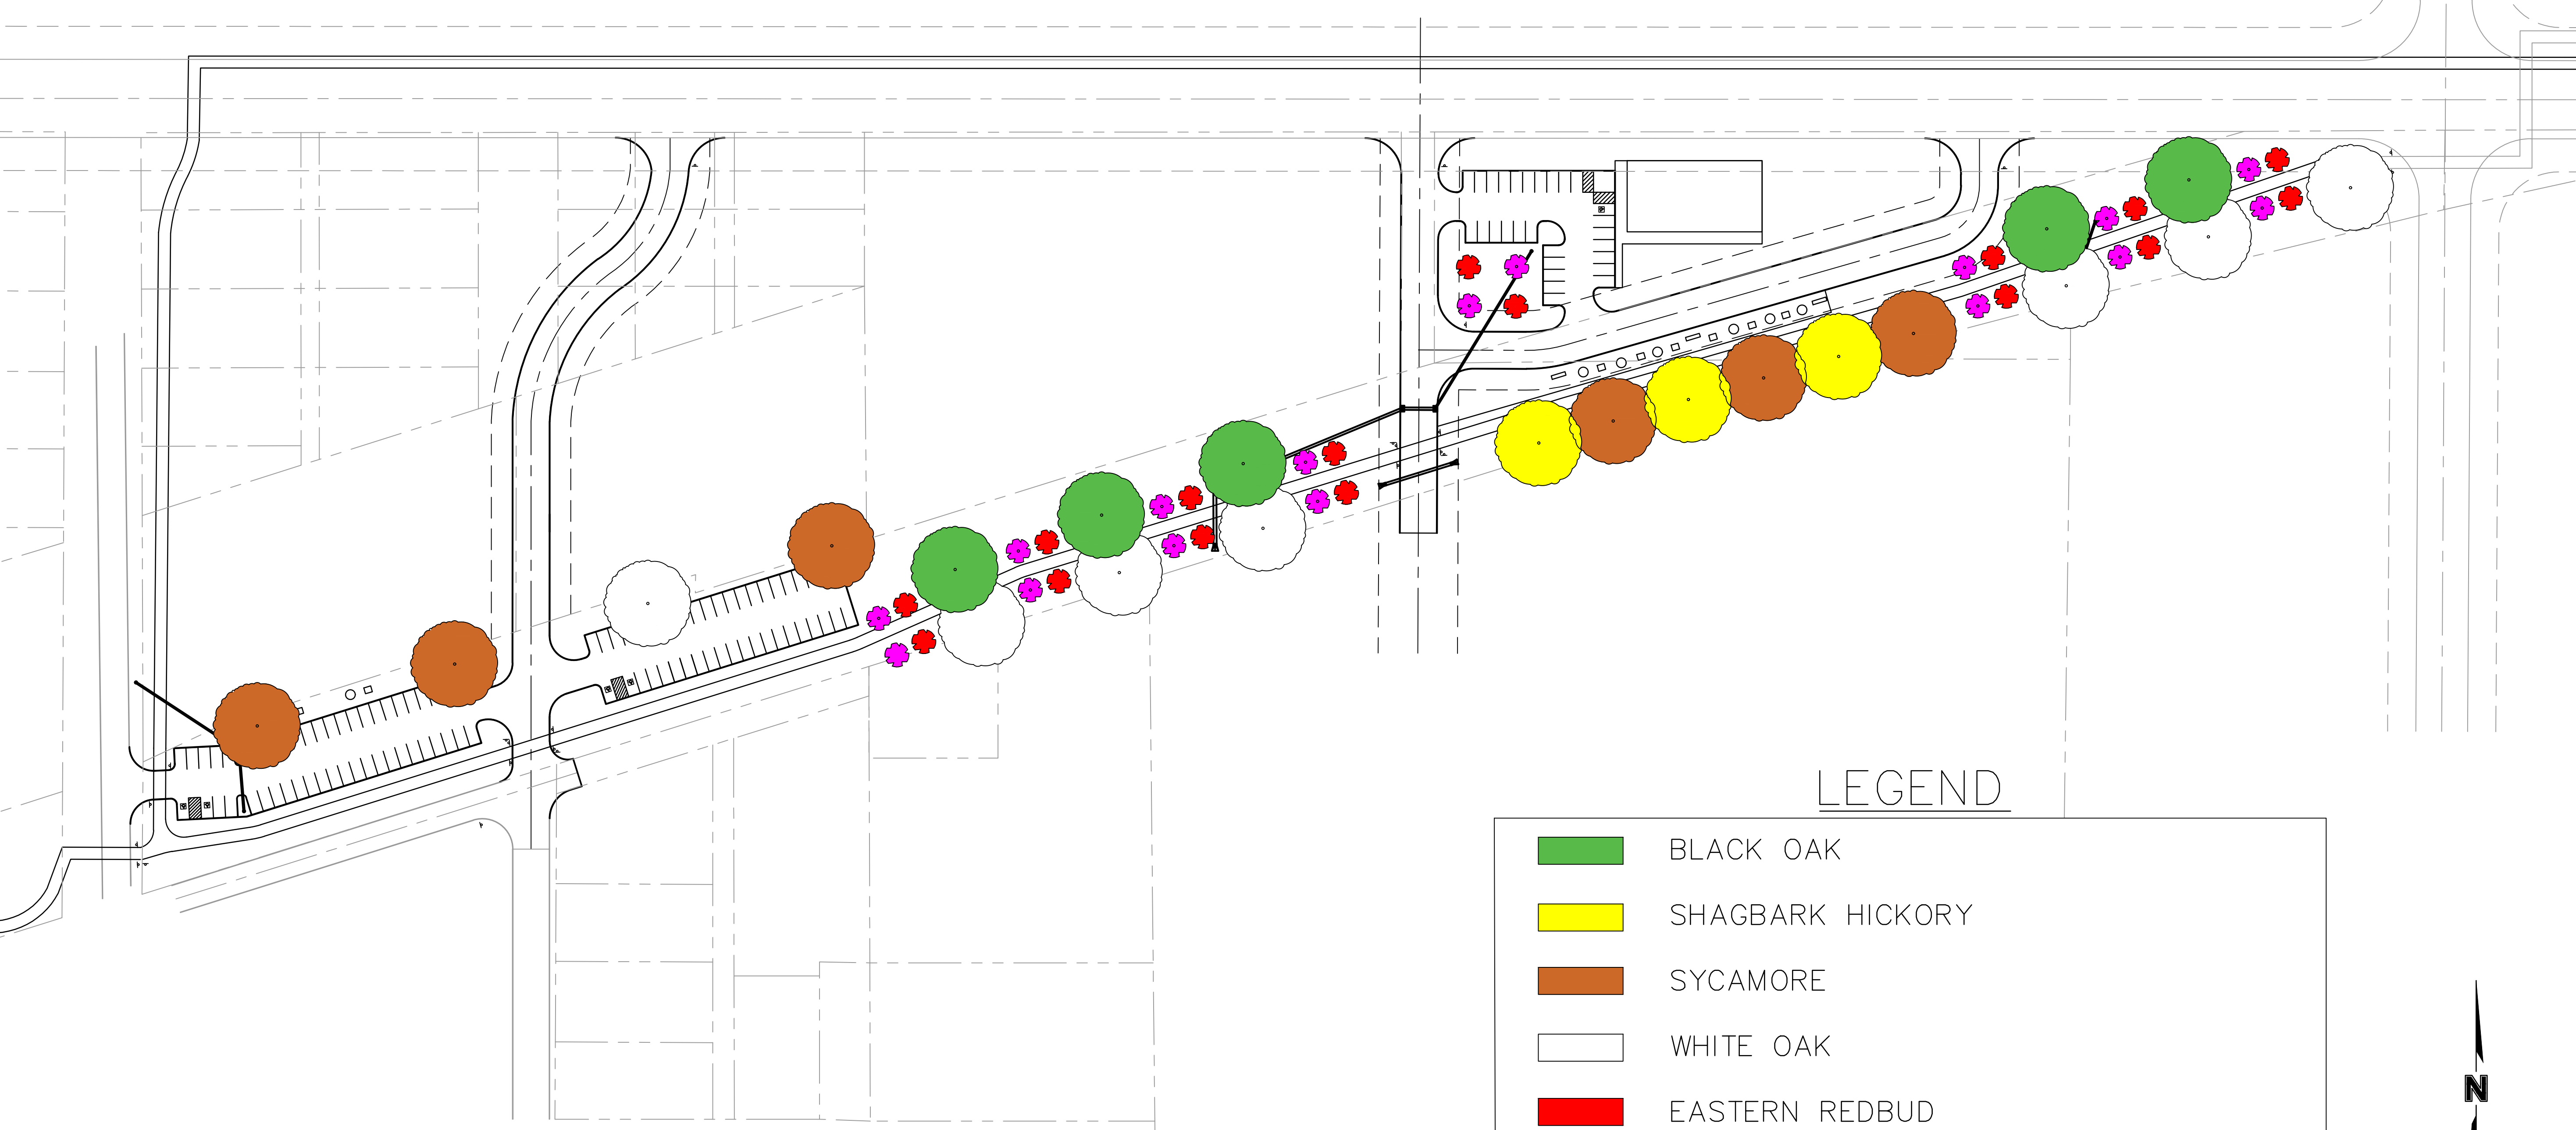 LEGEND
BLACK OAK
SHAGBARK HICKORY
SYCAMORE
WHITE OAK
EASTERN REDBUD
N